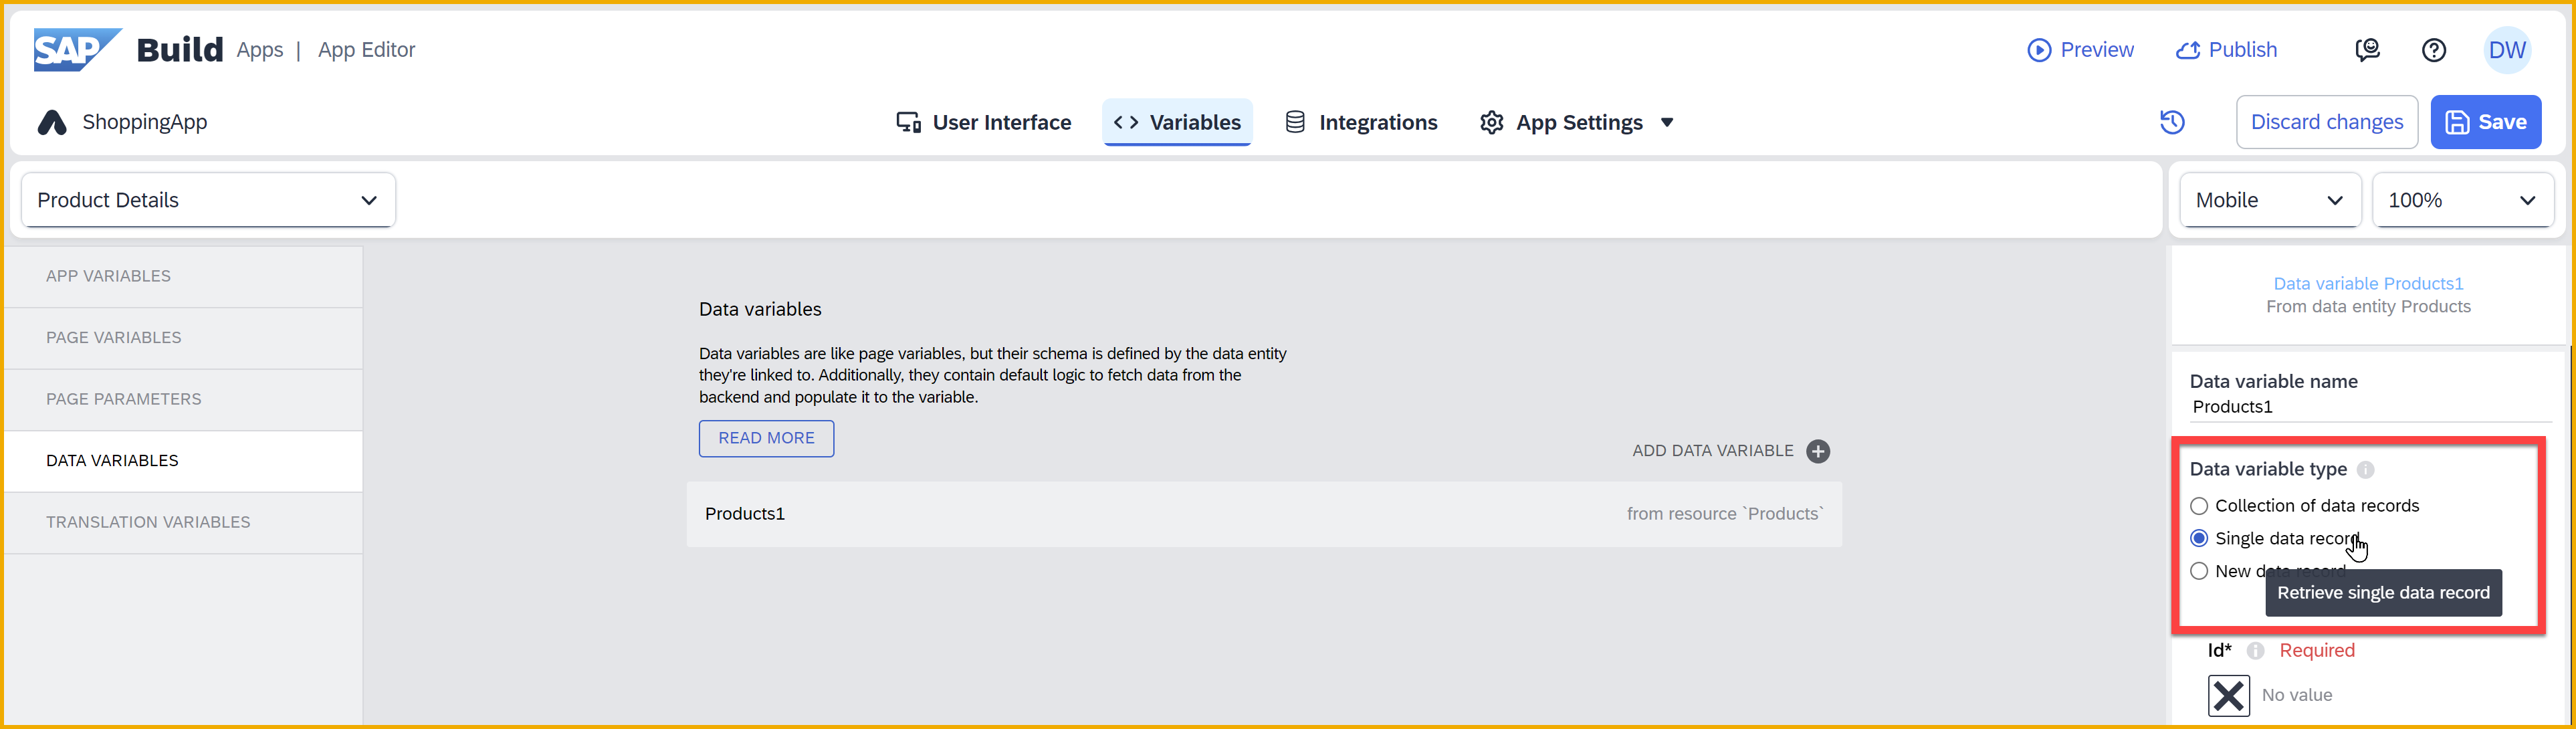 SAP Build Apps | App Editor
Preview
Publish
DW
ShoppingApp
User Interface
<> Variables
Integrations
App Settings
Discard changes
Save
Product Details
Mobile
100%
APP VARIABLES
PAGE VARIABLES
PAGE PARAMETERS
DATA VARIABLES
TRANSLATION VARIABLES
Data variables
Data variables are like page variables, but their schema is defined by the data entity
they're linked to. Additionally, they contain default logic to fetch data from the
backend and populate it to the variable.
READ MORE
ADD DATA VARIABLE
Products1
from resource `Products`
Data variable Products1
From data entity Products
Data variable name
Products1
Data variable type
Collection of data records
Single data record
New data record
Retrieve single data record
Id* Required
No value